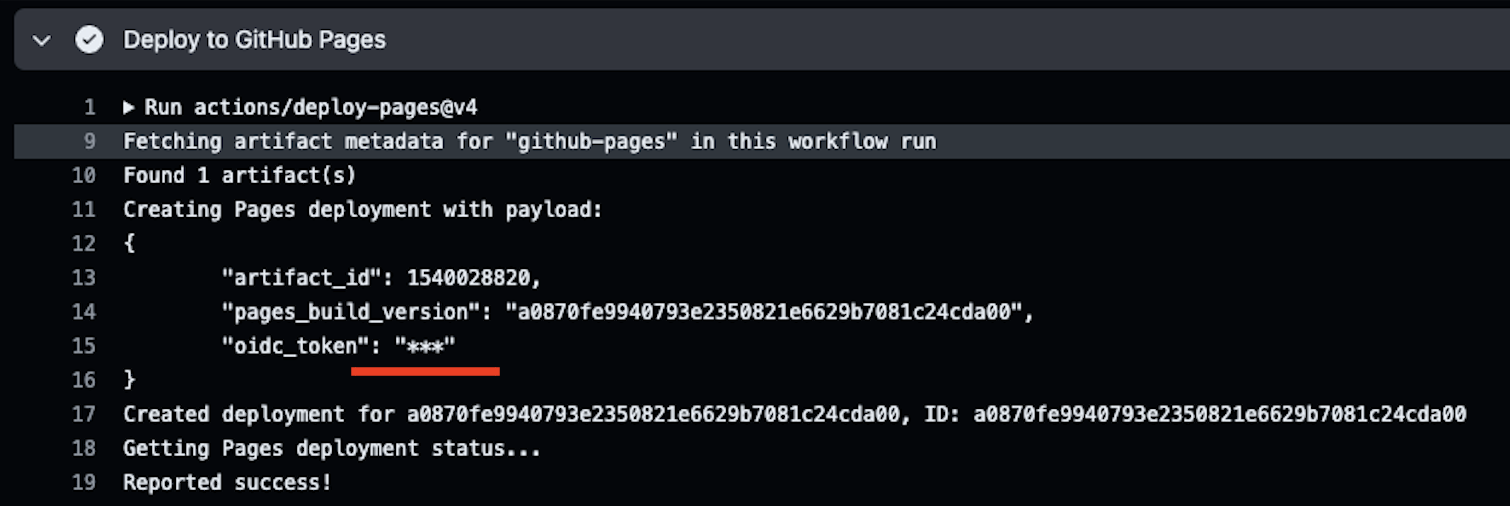 Deploy to GitHub Pages
1 ▶ Run actions/deploy-pages@v4
9 Fetching artifact metadata for "github-pages" in this workflow run
10 Found 1 artifact(s)
11 Creating Pages deployment with payload:
12 {
13 "artifact_id": 1540028820,
14 "pages_build_version": "a0870fe9940793e2350821e6629b7081c24cda00",
15 "oidc_token": "***"
16 }
17 Created deployment for a0870fe9940793e2350821e6629b7081c24cda00, ID: a0870fe9940793e2350821e6629b7081c24cda00
18 Getting Pages deployment status...
19 Reported success!